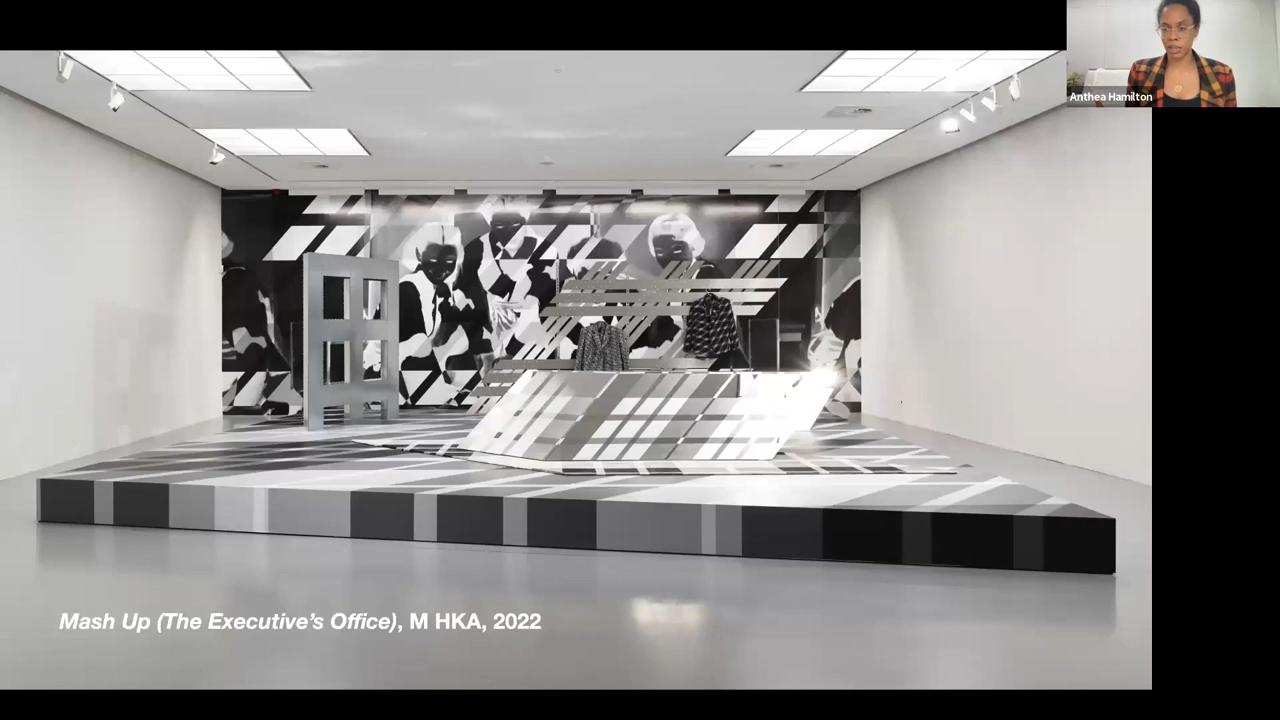 Anthea Hamilton
Mash Up (The Executive's Office), M HKA, 2022